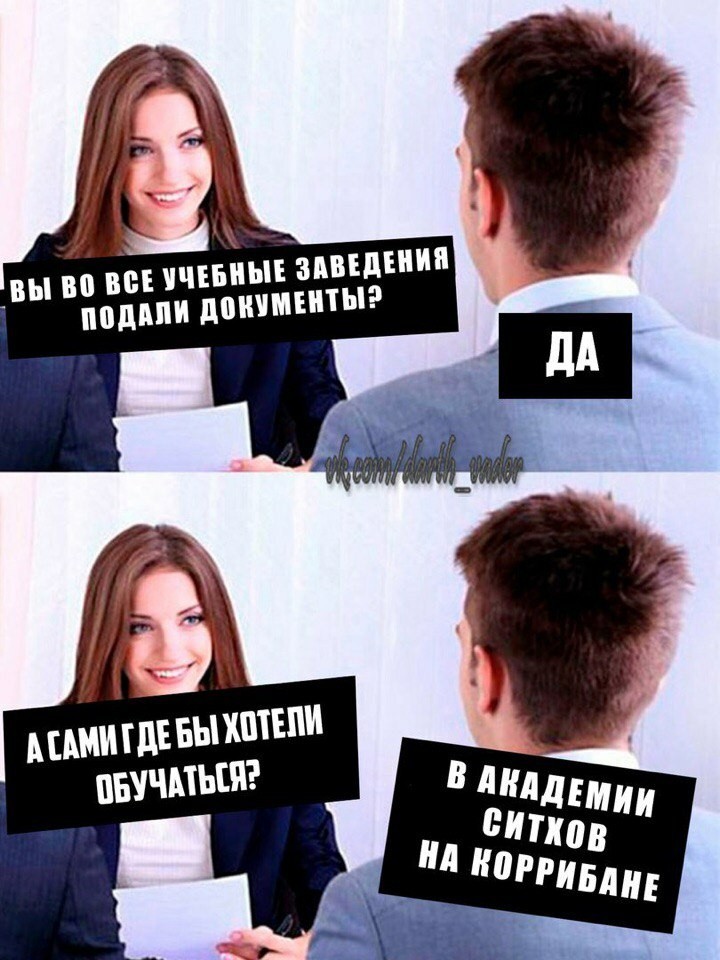 ВЫ ВО ВСЕ УЧЕБНЫЕ ЗАВЕДЕНИЯ
ПОДАЛИ ДОКУМЕНТЫ?
ДА
vk.com/darth_vador
А САМИ ГДЕ БЫ ХОТЕЛИ
ОБУЧАТЬСЯ?
В АКАДЕМИИ
СИТХОВ
НА КОРРИБАНЕ